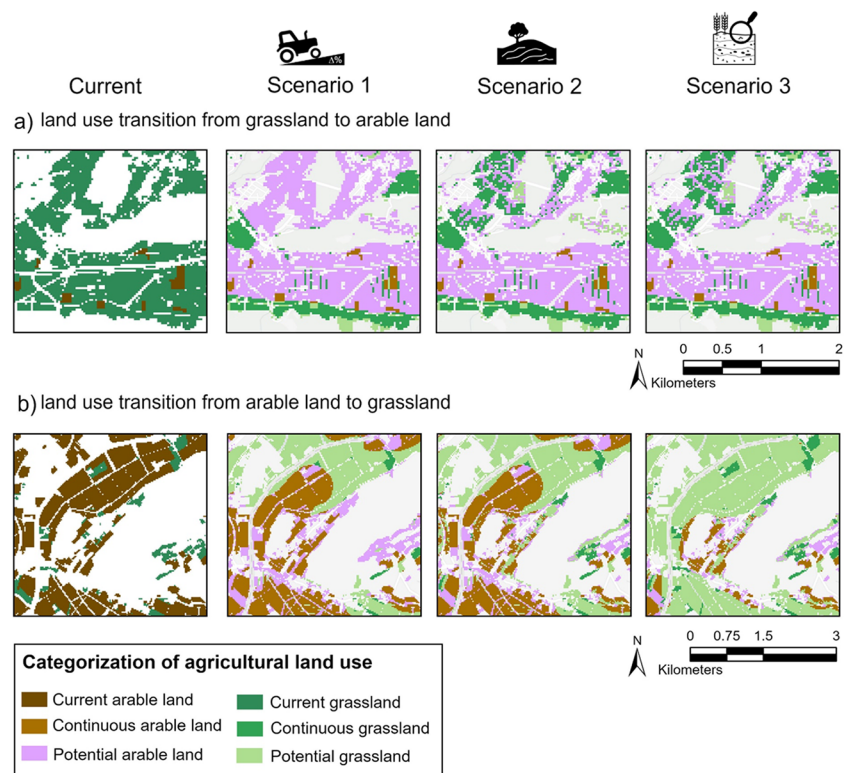 Δ%
Current
Scenario 1
Scenario 2
Scenario 3
a) land use transition from grassland to arable land
N
0 0.5 1 2
Kilometers
b) land use transition from arable land to grassland
N
0 0.75 1.5 3
Kilometers
Categorization of agricultural land use
Current arable land
Current grassland
Continuous arable land
Continuous grassland
Potential arable land
Potential grassland